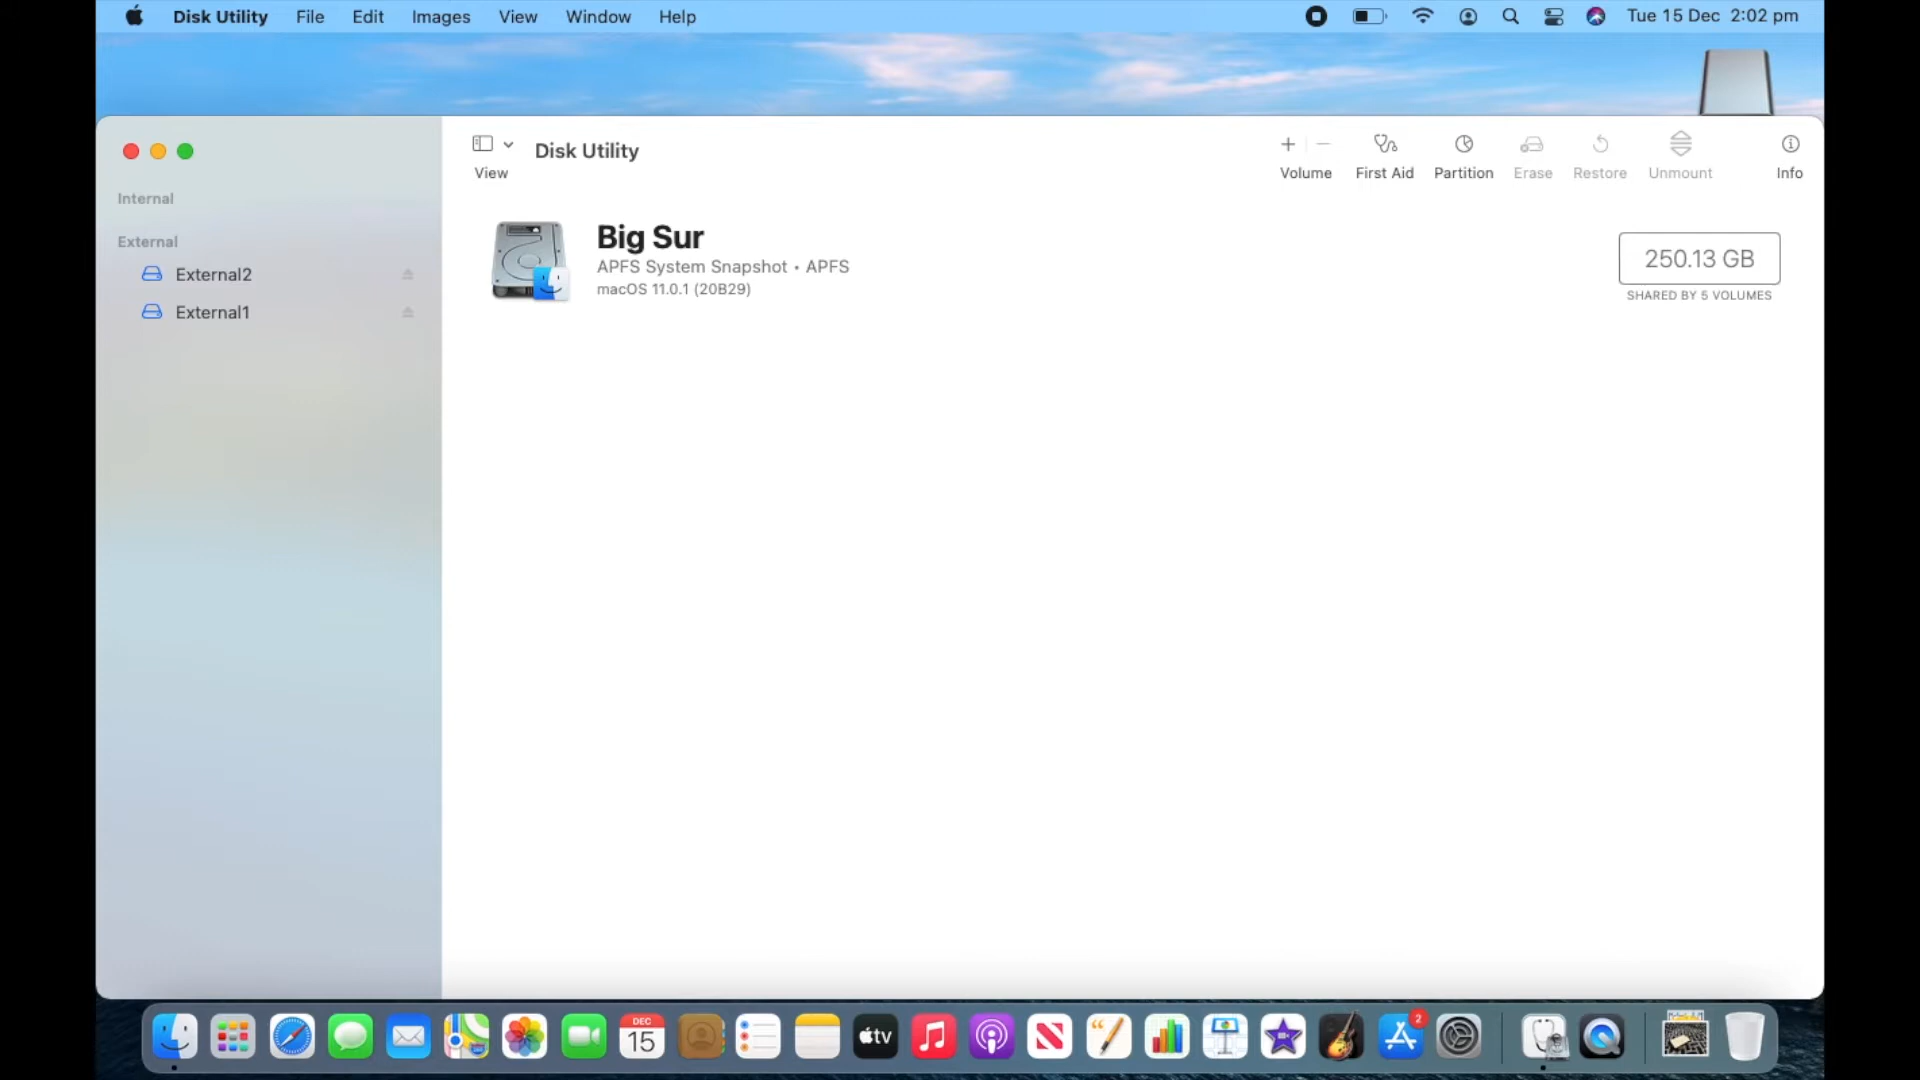 Disk Utility File Edit Images View Window Help Tue 15 Dec 2:02 pm
Internal
External
External2
External1
View
Disk Utility
Volume First Aid Partition Erase Restore Unmount Info
Big Sur
APFS System Snapshot • APFS
macOS 11.0.1 (20B29)
250.13 GB
SHARED BY 5 VOLUMES
DEC
15
tv
2